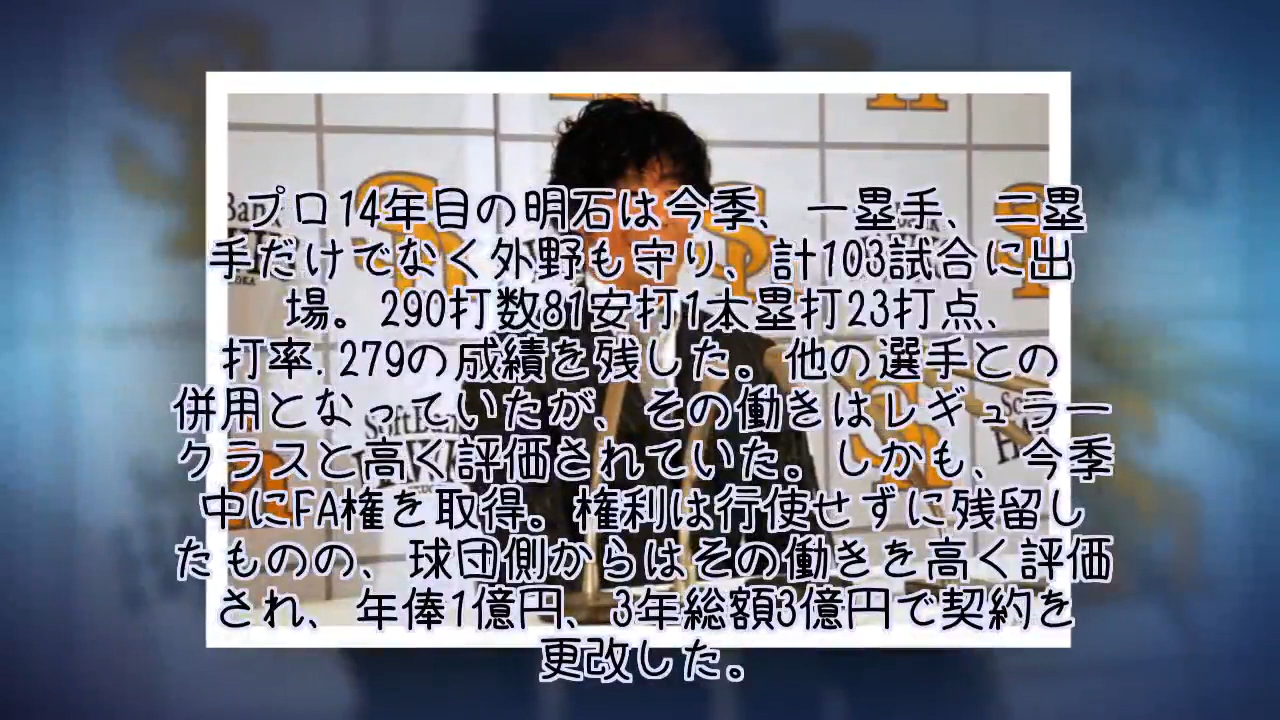 プロ14年目の明石は今季、一塁手、二塁
手だけでなく外野も守り、計103試合に出
場。290打数81安打1本塁打23打点、
打率.279の成績を残した。他の選手との
併用となっていたが、その働きはレギュラー
クラスと高く評価されていた。しかも、今季
中にFA権を取得。権利は行使せずに残留し
たものの、球団側からはその働きを高く評価
され、年俸1億円、3年総額3億円で契約を
更改した。
SoftBank